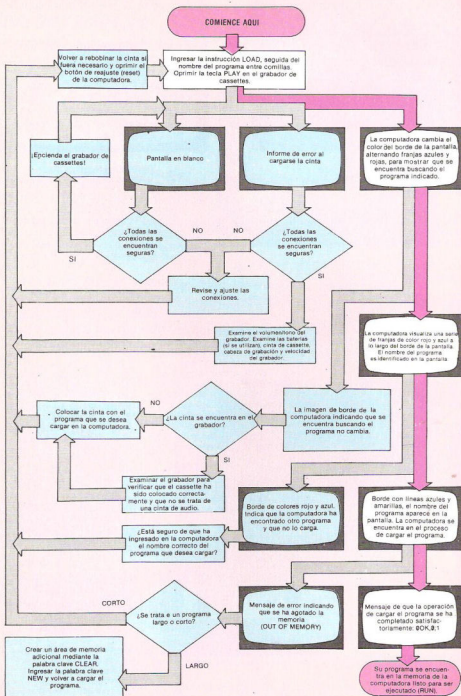 COMIENCE AQUI
Volver a rebobinar la cinta si
fuera necesario y oprimir el
botón de reajuste (reset)
de la computadora.
Ingresar la instrucción LOAD, seguida del
nombre del programa entre comillas.
Oprimir la tecla PLAY en el grabador de
cassettes.
¡Encienda el grabador de
cassettes!
Pantalla en blanco
Informe de error al
cargarse la cinta
La computadora cambia el
color del borde de la pantalla,
alternando franjas azules y
rojas, para mostrar que se
encuentra buscando el
programa indicado.
¿Todas las
conexiones se
encuentran
seguras?
NO
NO
¿Todas las
conexiones
se encuentran
seguras?
SI
SI
Revise y ajuste las
conexiones.
Examine el volumen/tono del
grabador. Examine las baterías
(si se utilizan), cinta de cassette,
cabeza de grabación y velocidad
del grabador.
La computadora visualiza una serie
de franjas de color rojo y azul a
lo largo del borde de la pantalla.
El nombre del programa
es identificado en la pantalla
Colocar la cinta con el
programa que se desea
cargar en la computadora.
NO
¿La cinta se encuentra en el
grabador?
La imagen de borde de la
computadora indicando que se
encuentra buscando el
programa no cambia.
SI
Examinar el grabador para
verificar que el cassette ha
sido colocado correcta-
mente y que no se trata de
una cinta de audio.
Borde de colores rojo y azul.
Indica que la computadora ha
encontrado otro programa
y que no lo carga.
Borde con líneas azules y
amarillas, el nombre del
programa aparece en la
pantalla. La computadora se
encuentra en el proceso
de cargar el programa.
¿Está seguro de que ha
ingresado en la computadora
el nombre correcto del
programa que desea cargar?
CORTO
¿Se trata e un programa
largo o corto?
Mensaje de error indicando
que se ha agotado la
memoria
(OUT OF MEMORY)
Mensaje de que la operación
de cargar el programa se ha
completado satisfac-
toriamente: 0OK,0:1
LARGO
Crear un área de memoria
adicional mediante la
palabra clave CLEAR.
Ingresar la palabra clave
NEW y volver a cargar el
programa.
Su programa se encuen-
tra en la memoria de la
computadora listo para ser
ejecutado (RUN).